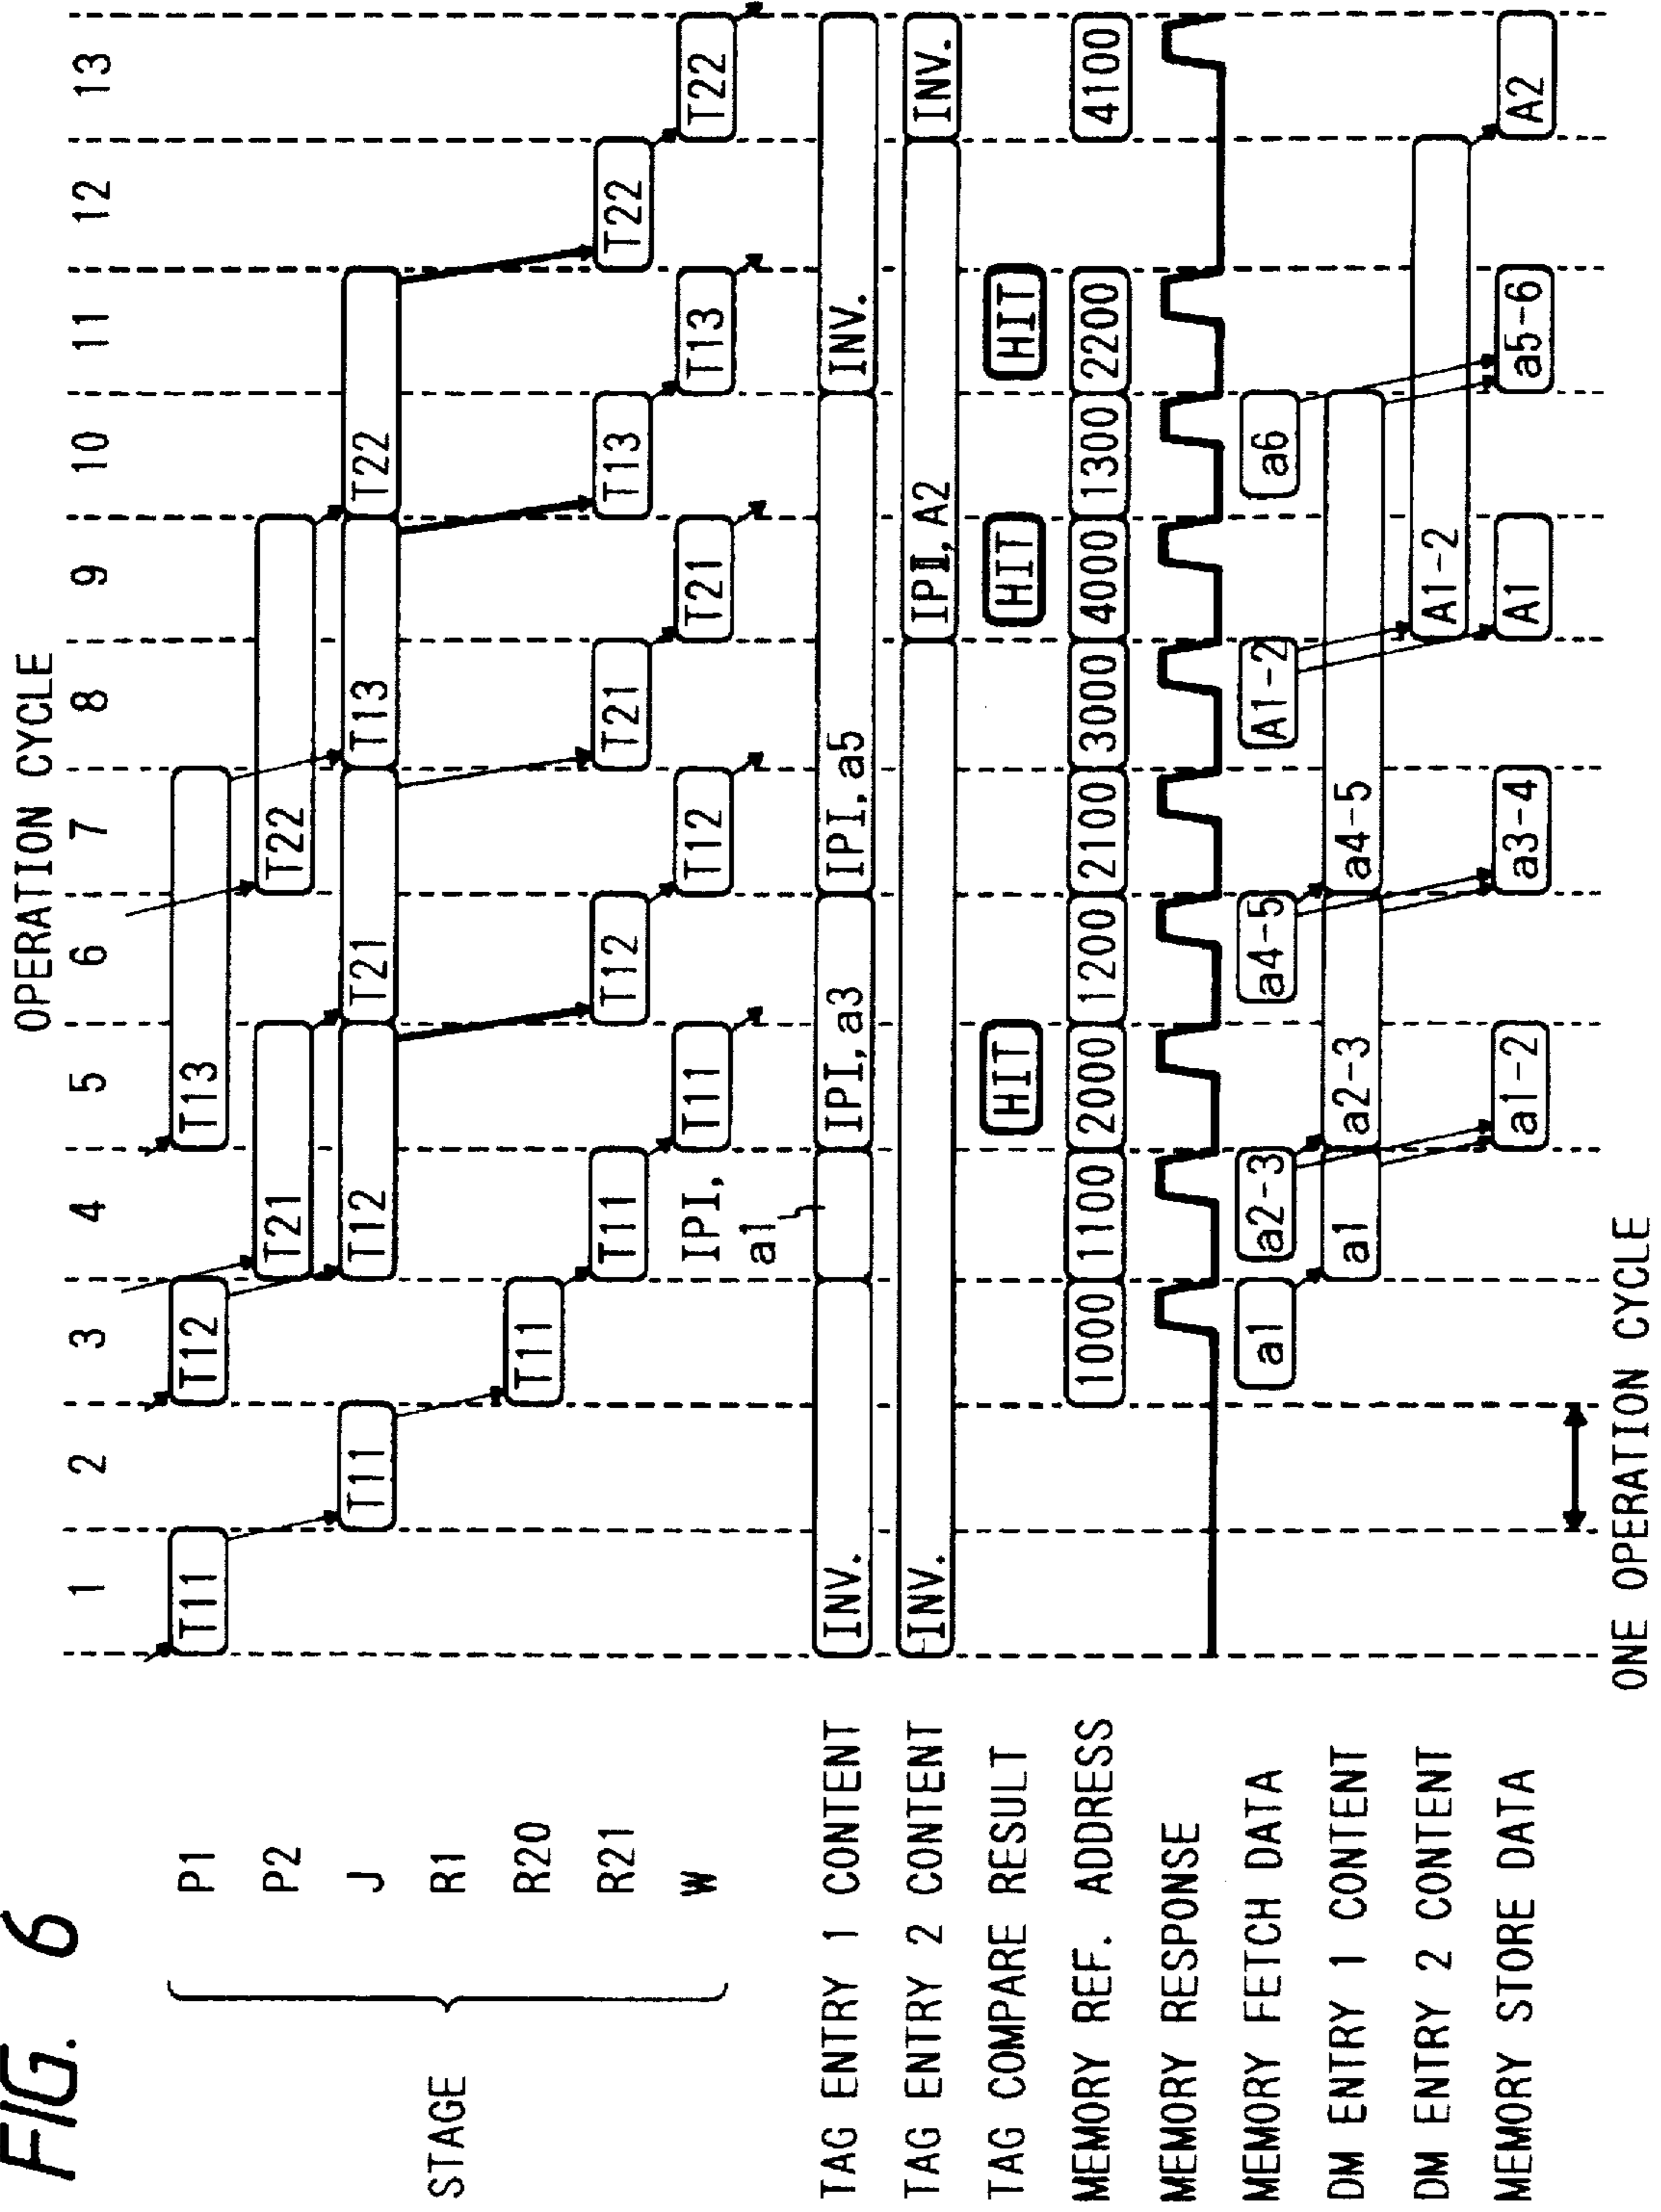 FIG. 6
OPERATION CYCLE
1 2 3 4 5 6 7 8 9 10 11 12 13
STAGE
P1 T11 T12 T13
P2 T21 T22
J T11 T12 T21 T13 T22
R1
R20 T11
R21 T11 T12 T21 T13 T22
W T11 T12 T21 T13 T22
IPI,
a1
TAG ENTRY 1 CONTENT INV. IPI, a3 IPI, a5 INV.
TAG ENTRY 2 CONTENT INV. IPII, A2 INV.
TAG COMPARE RESULT HIT HIT HIT
MEMORY REF. ADDRESS 1000 1100 2000 1200 2100 3000 4000 1300 2200 4100
MEMORY RESPONSE
MEMORY FETCH DATA a1 a2-3 a4-5 A1-2 a6
DM ENTRY 1 CONTENT a1 a2-3 a4-5
DM ENTRY 2 CONTENT A1-2
MEMORY STORE DATA a1-2 a3-4 A1 a5-6 A2
ONE OPERATION CYCLE